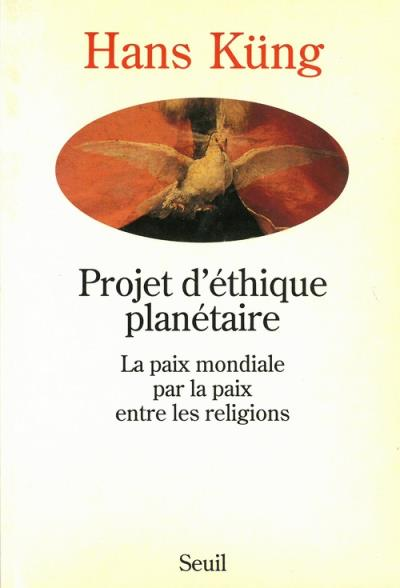 Hans Küng
Projet d'éthique
planétaire
La paix mondiale
par la paix
entre les religions
Seuil